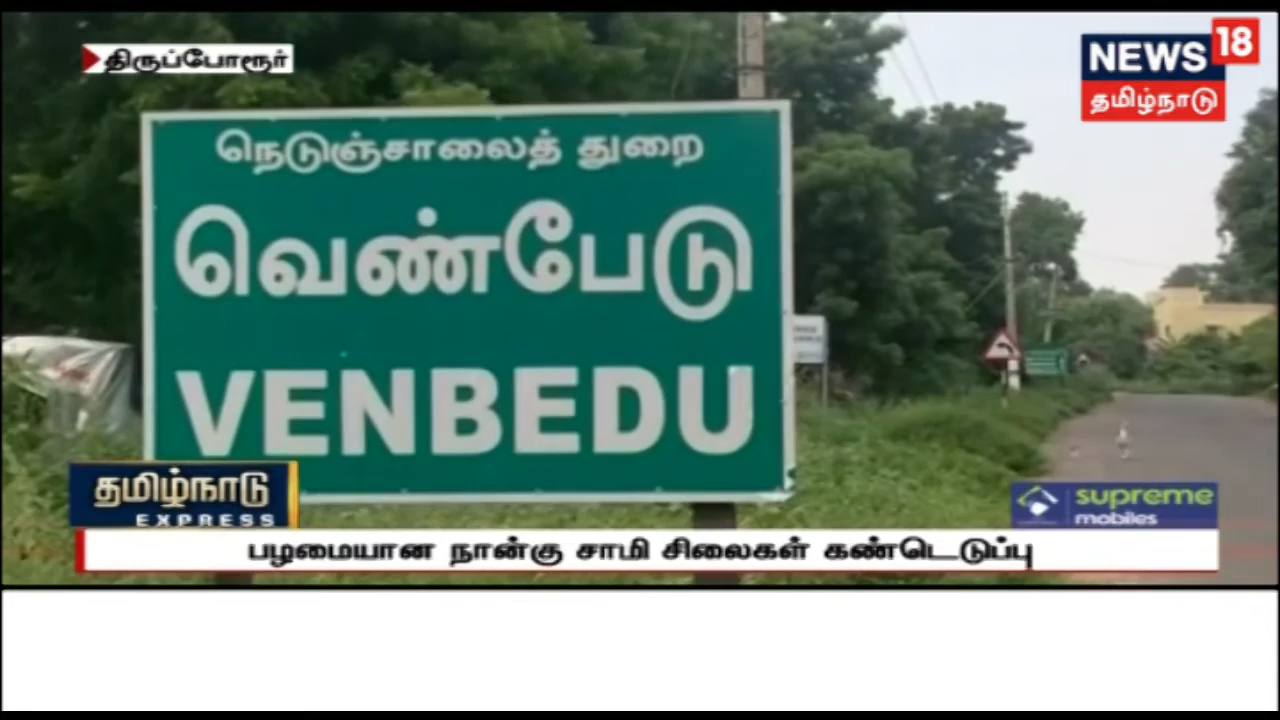 திருப்போரூர்
NEWS 18
தமிழ்நாடு
நெடுஞ்சாலைத் துறை
வெண்பேடு
VENBEDU
தமிழ்நாடு
EXPRESS
supreme
mobiles
பழமையான நான்கு சாமி சிலைகள் கண்டெடுப்பு